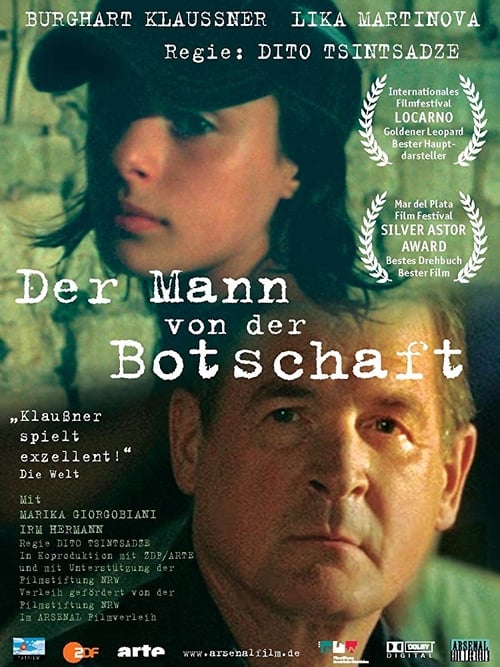 BURGHART KLAUSSNER LIKA MARTINOVA
Regie: DITO TSINTSADZE
Internationales
Filmfestival
LOCARNO
Goldener Leopard
Bester Haupt-
darsteller
Mar del Plata
Film Festival
SILVER ASTOR
AWARD
Bestes Drehbuch
Bester Film
Der Mann
von der
Botschaft
„Klaußner
spielt
exzellent!"
Die Welt
Mit
MARIKA GIORGOBIANI
IRM HERMANN
Regie DITO TSINTSADZE
In Koproduktion mit ZDF/ARTE
und mit Unterstützung der
Filmstiftung NRW
Verleih gefördert von der
Filmstiftung NRW
Im ARSENAL Filmverleih
TATFILM
ZDF arte www.arsenalfilm.de
DOLBY
DIGITAL
ARSENAL
FILMVERLEIH